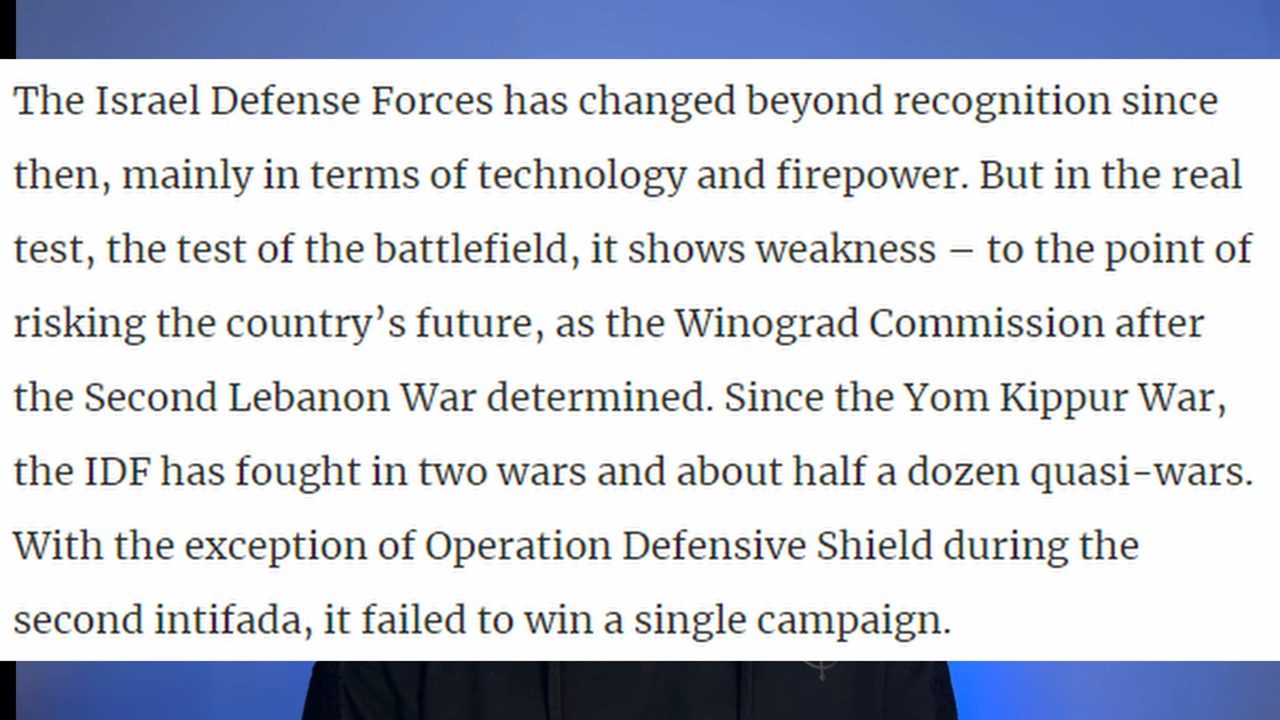 The Israel Defense Forces has changed beyond recognition since
then, mainly in terms of technology and firepower. But in the real
test, the test of the battlefield, it shows weakness – to the point of
risking the country’s future, as the Winograd Commission after
the Second Lebanon War determined. Since the Yom Kippur War,
the IDF has fought in two wars and about half a dozen quasi-wars.
With the exception of Operation Defensive Shield during the
second intifada, it failed to win a single campaign.